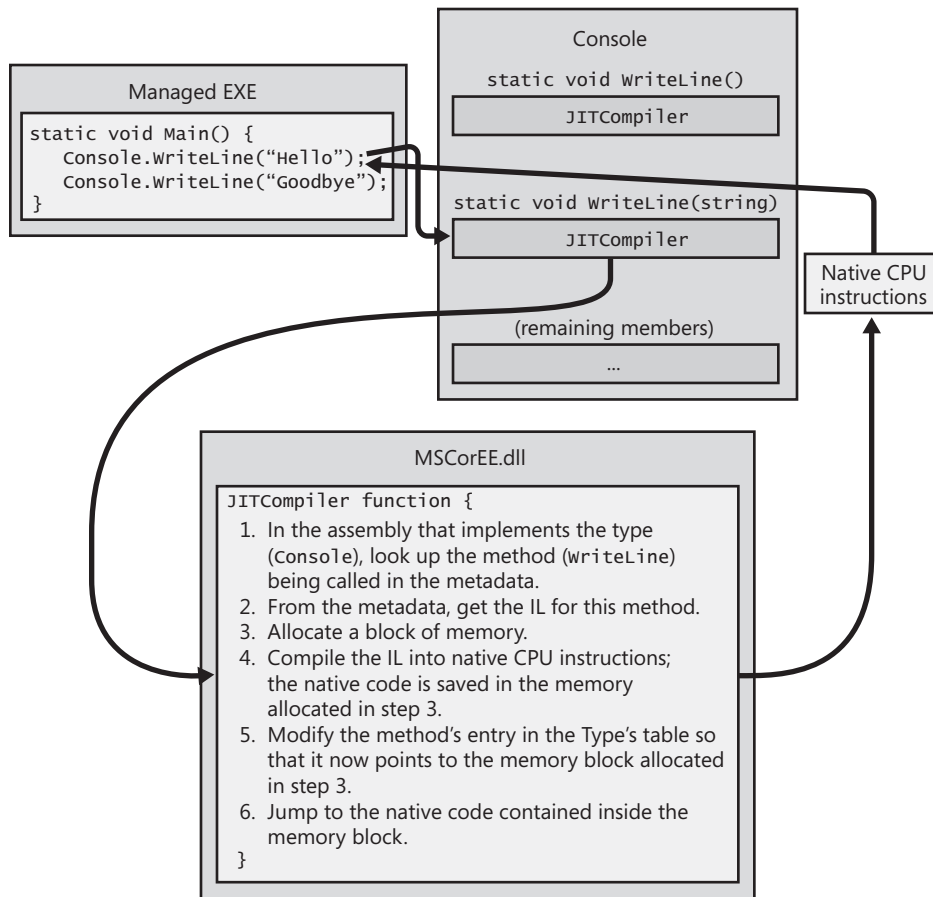 Console
static void WriteLine()
JITCompiler
Managed EXE
static void Main() {
Console.WriteLine(“Hello”);
Console.WriteLine(“Goodbye”);
}
static void WriteLine(string)
JITCompiler
Native CPU
instructions
(remaining members)
...
MSCorEE.dll
JITCompiler function {
1. In the assembly that implements the type
(Console), look up the method (WriteLine)
being called in the metadata.
2. From the metadata, get the IL for this method.
3. Allocate a block of memory.
4. Compile the IL into native CPU instructions;
the native code is saved in the memory
allocated in step 3.
5. Modify the method’s entry in the Type’s table so
that it now points to the memory block allocated
in step 3.
6. Jump to the native code contained inside the
memory block.
}